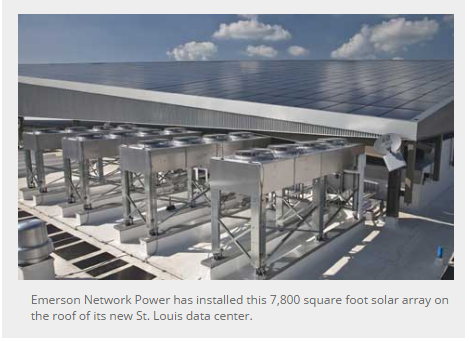 Emerson Network Power has installed this 7,800 square foot solar array on
the roof of its new St. Louis data center.